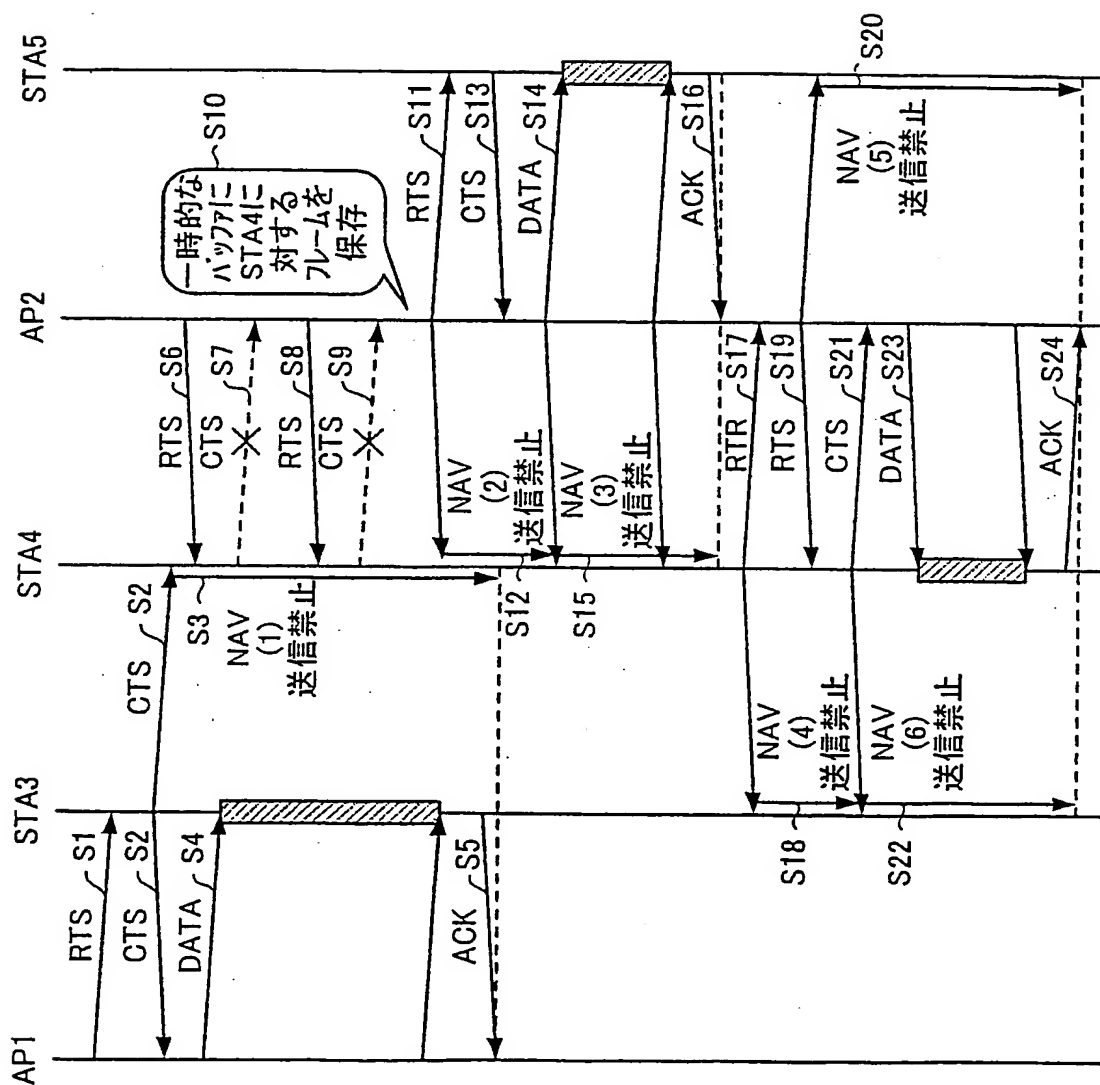 AP1
STA3
STA4
AP2
STA5
RTS S1
CTS S2
CTS S2
S3
NAV
(1)
送信禁止
DATA S4
ACK S5
RTS S6
CTS S7
RTS S8
CTS S9
一時的な
バッファに
STA4に
対する
フレームを
保存
S10
RTS S11
NAV
(2)
送信禁止
S12
CTS S13
DATA S14
NAV
(3)
送信禁止
S15
ACK S16
RTR S17
NAV
(4)
送信禁止
S18
RTS S19
NAV
(5)
送信禁止
S20
CTS S21
NAV
(6)
送信禁止
S22
DATA S23
ACK S24